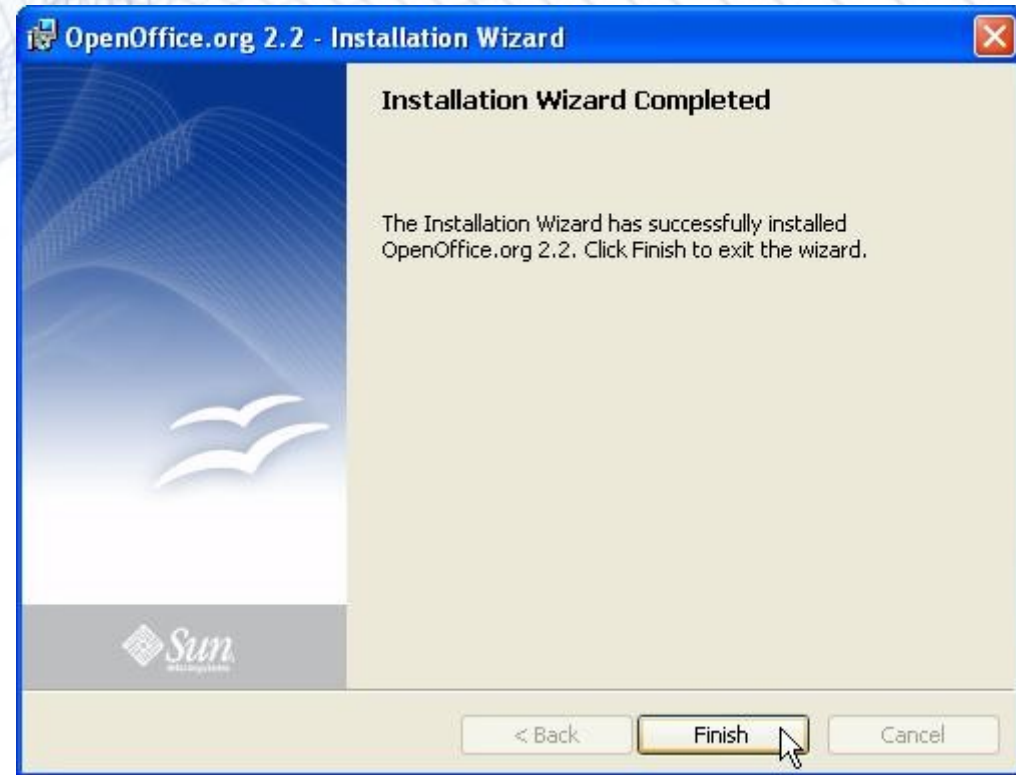 OpenOffice.org 2.2 - Installation Wizard
Installation Wizard Completed
The Installation Wizard has successfully installed
OpenOffice.org 2.2. Click Finish to exit the wizard.
Sun
microsystems
< Back
Finish
Cancel